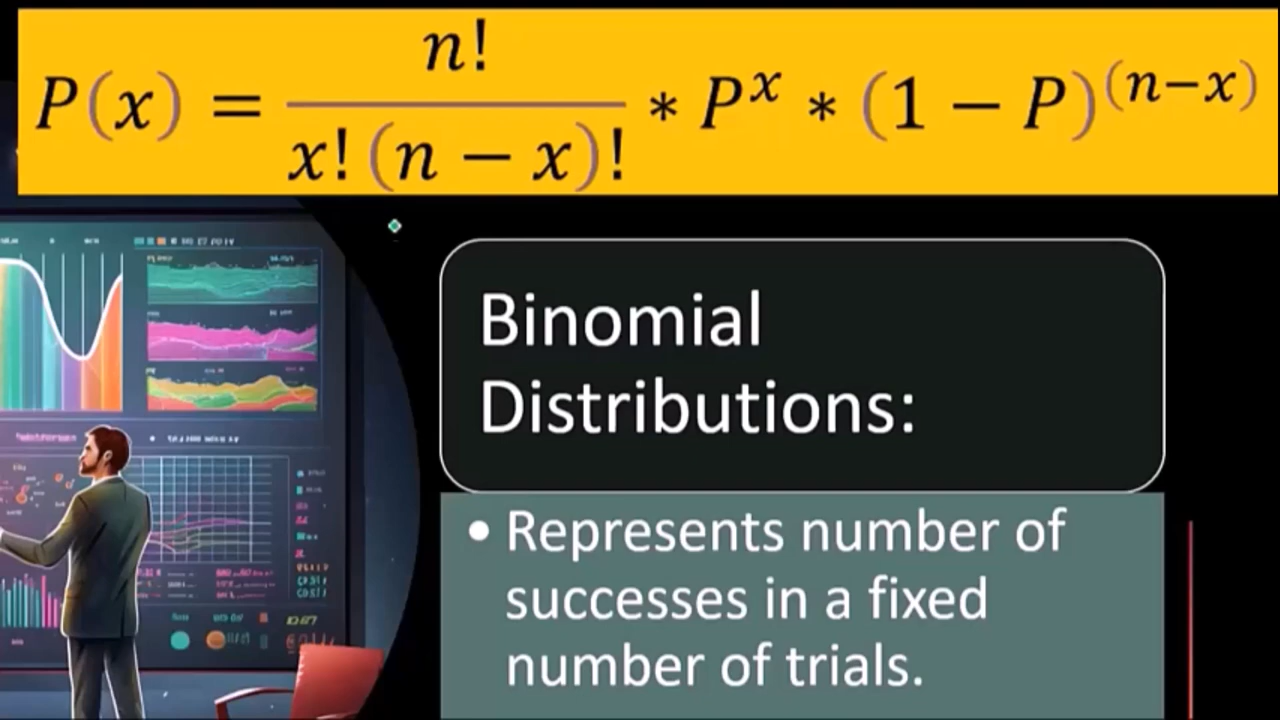 P(x) = n! / x!(n − x)! * P^x * (1 − P)^(n−x)
Binomial
Distributions:
• Represents number of
successes in a fixed
number of trials.